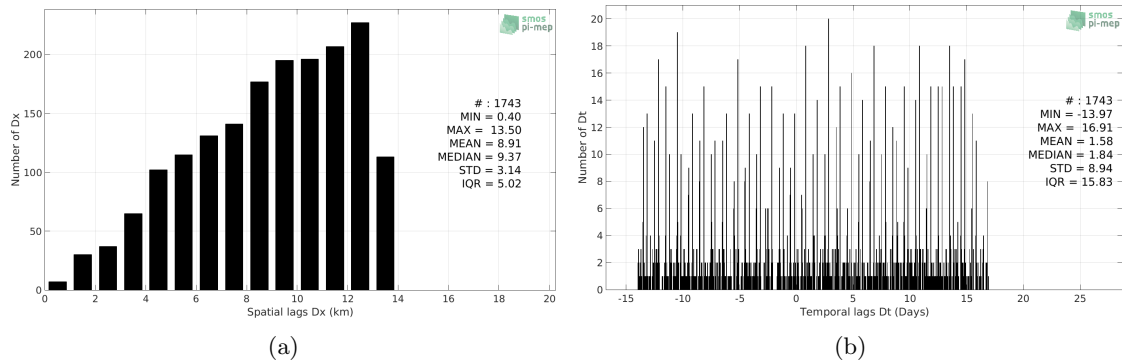 smos
pi-mep
Number of Dx
200
150
100
50
0
# : 1743
MIN = 0.40
MAX = 13.50
MEAN = 8.91
MEDIAN = 9.37
STD = 3.14
IQR = 5.02
0 2 4 6 8 10 12 14 16 18 20
Spatial lags Dx (km)
(a)
smos
pi-mep
Number of Dt
20
18
16
14
12
10
8
6
4
2
0
# : 1743
MIN = -13.97
MAX = 16.91
MEAN = 1.58
MEDIAN = 1.84
STD = 8.94
IQR = 15.83
-15 -10 -5 0 5 10 15 20 25
Temporal lags Dt (Days)
(b)